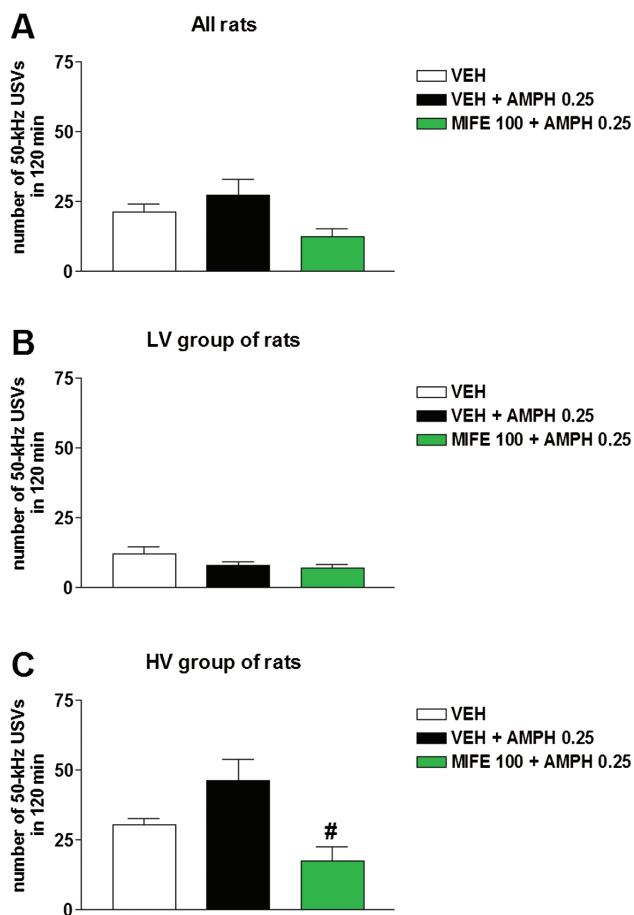 A
All rats
number of 50-kHz USVs
in 120 min
75
50
25
0
VEH
VEH + AMPH 0.25
MIFE 100 + AMPH 0.25
B
LV group of rats
number of 50-kHz USVs
in 120 min
75
50
25
0
VEH
VEH + AMPH 0.25
MIFE 100 + AMPH 0.25
C
HV group of rats
number of 50-kHz USVs
in 120 min
75
50
25
0
#
VEH
VEH + AMPH 0.25
MIFE 100 + AMPH 0.25